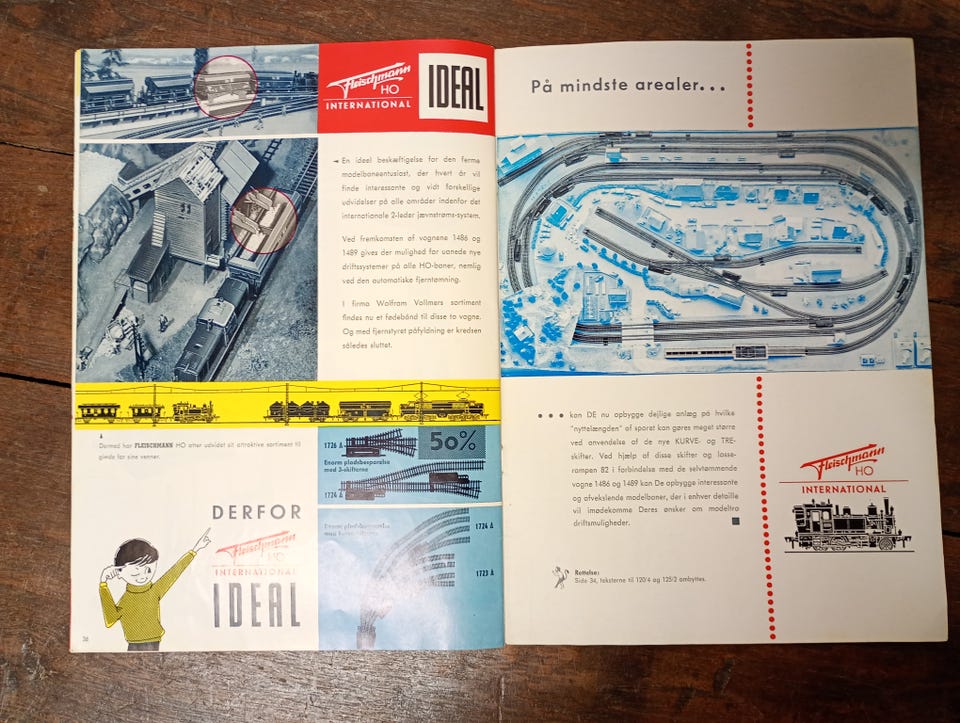 Fleischmann
HO
INTERNATIONAL
IDEAL
En ideel beskæftigelse for den ferme
modelbaneentusiast, der hvert år vil
finde interessante og vidt forskellige
udvidelser på alle områder indenfor det
internationale 2-leder jævnstrøms-system.
Ved fremkomsten af vognene 1486 og
1489 gives der mulighed for uanede nye
driftssystemer på alle HO-baner, nemlig
ved den automatiske fjerntømning.
I firma Wolfram Vollmers sortiment
findes nu et fødebånd til disse to vogne.
Og med fjernstyret påfyldning er kredsen
således sluttet.
Dermed har FLEISCHMANN HO atter udvidet sit attraktive sortiment til
glæde for sine venner.
1726 A
50%
Enorm pladsbesparelse
med 3-skifterne
1724 A
DERFOR
Fleischmann
HO
INTERNATIONAL
IDEAL
Enorm pladsbesparelse
1724 A
1723 A
36
På mindste arealer...
... kan DE nu opbygge dejlige anlæg på hvilke
"nyttelængden" af sporet kan gøres meget større
ved anvendelse af de nye KURVE- og TRE-
skifter. Ved hjælp af disse skifter og losse-
rampen 82 i forbindelse med de selvtømmende
vogne 1486 og 1489 kan De opbygge interessante
og afvekslende modelbaner, der i enhver detaille
vil imødekomme Deres ønsker om modeltro
driftsmuligheder.
Fleischmann
HO
INTERNATIONAL
Rettelse:
Side 34, teksterne til 120/4 og 125/2 ombyttes.